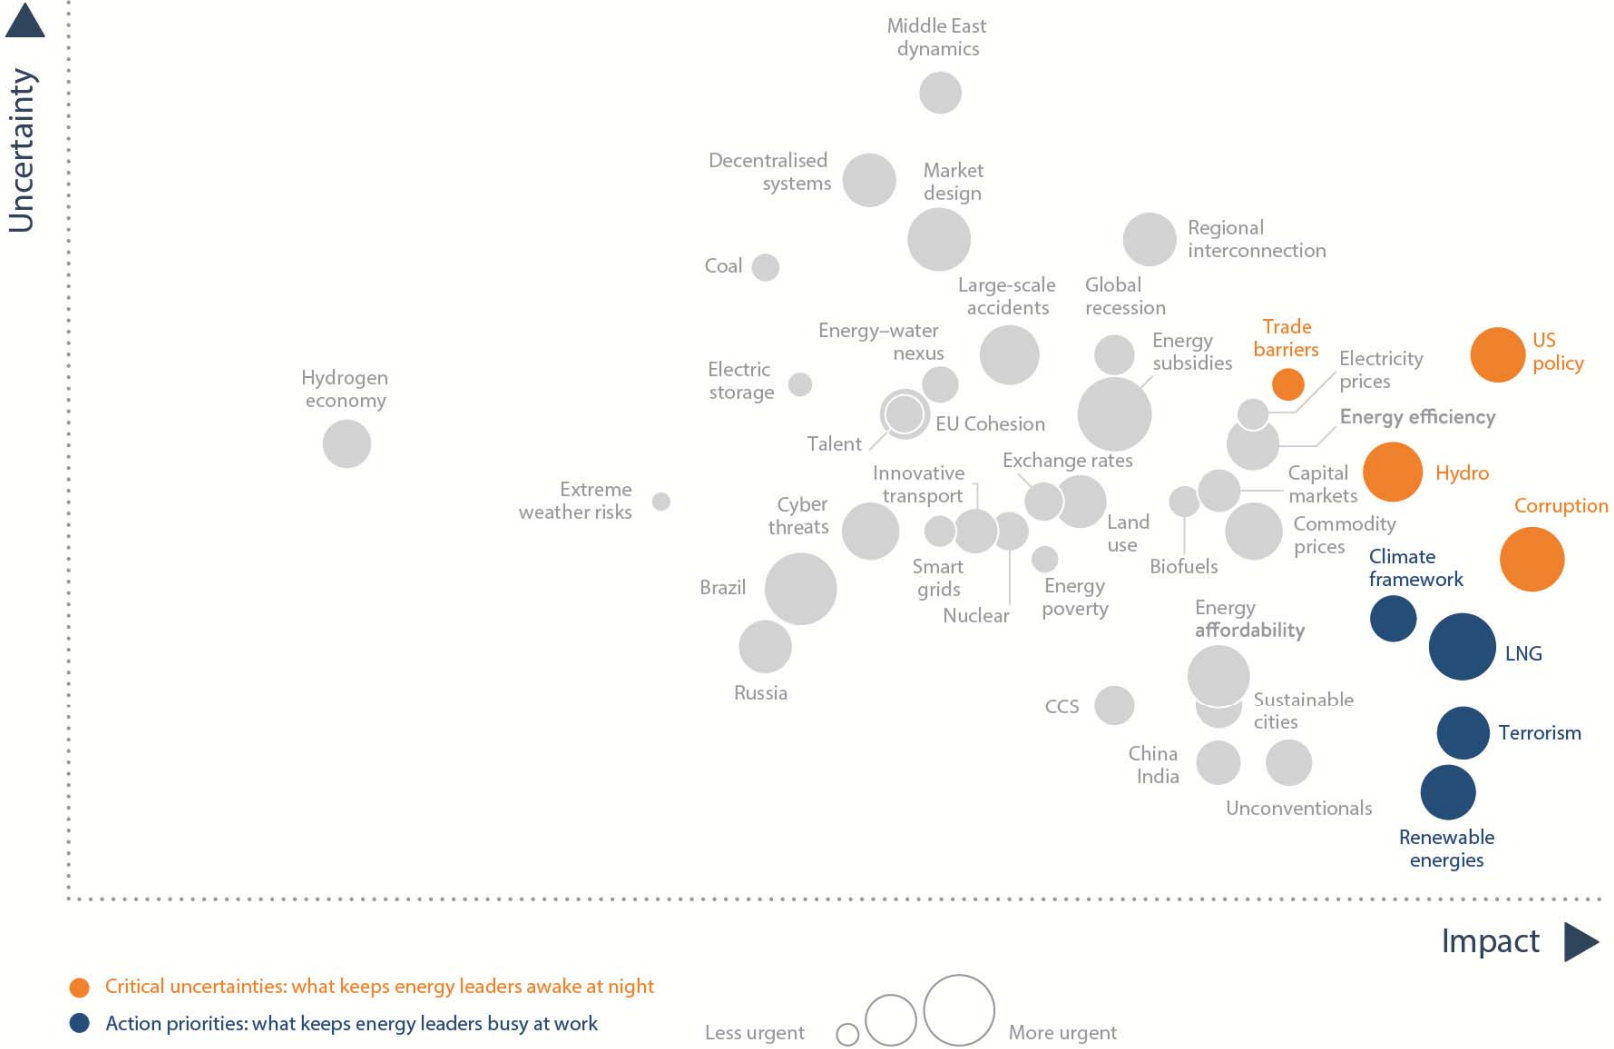 Uncertainty
Middle East
dynamics
Decentralised
systems
Market
design
Regional
interconnection
Coal
Large-scale
accidents
Global
recession
Energy–water
nexus
Energy
subsidies
Trade
barriers
Electricity
prices
US
policy
Electric
storage
Hydrogen
economy
Energy efficiency
EU Cohesion
Talent
Exchange rates
Innovative
transport
Capital
markets
Hydro
Extreme
weather risks
Cyber
threats
Corruption
Land
use
Commodity
prices
Smart
grids
Biofuels
Climate
framework
Brazil
Energy
poverty
Nuclear
Energy
affordability
LNG
Russia
CCS
Sustainable
cities
Terrorism
China
India
Unconventionals
Renewable
energies
Impact
Critical uncertainties: what keeps energy leaders awake at night
Action priorities: what keeps energy leaders busy at work
Less urgent
More urgent